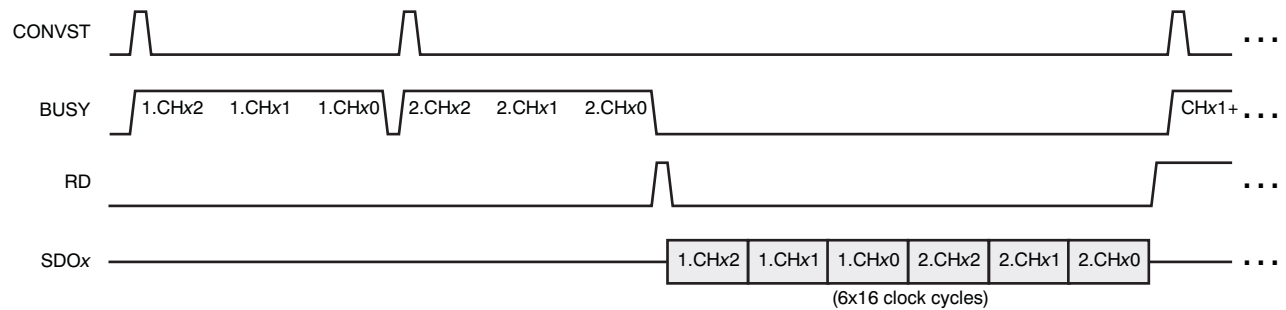 CONVST ...
BUSY 1.CHx2 1.CHx1 1.CHx0 2.CHx2 2.CHx1 2.CHx0 CHx1+ ...
RD ...
SDOx 1.CHx2 1.CHx1 1.CHx0 2.CHx2 2.CHx1 2.CHx0 ...
(6x16 clock cycles)